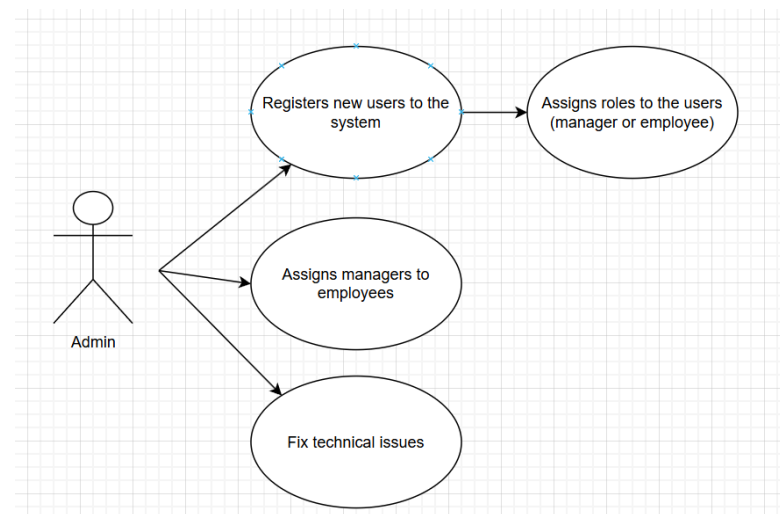 Registers new users to the
system
Assigns roles to the users
(manager or employee)
Assigns managers to
employees
Admin
Fix technical issues